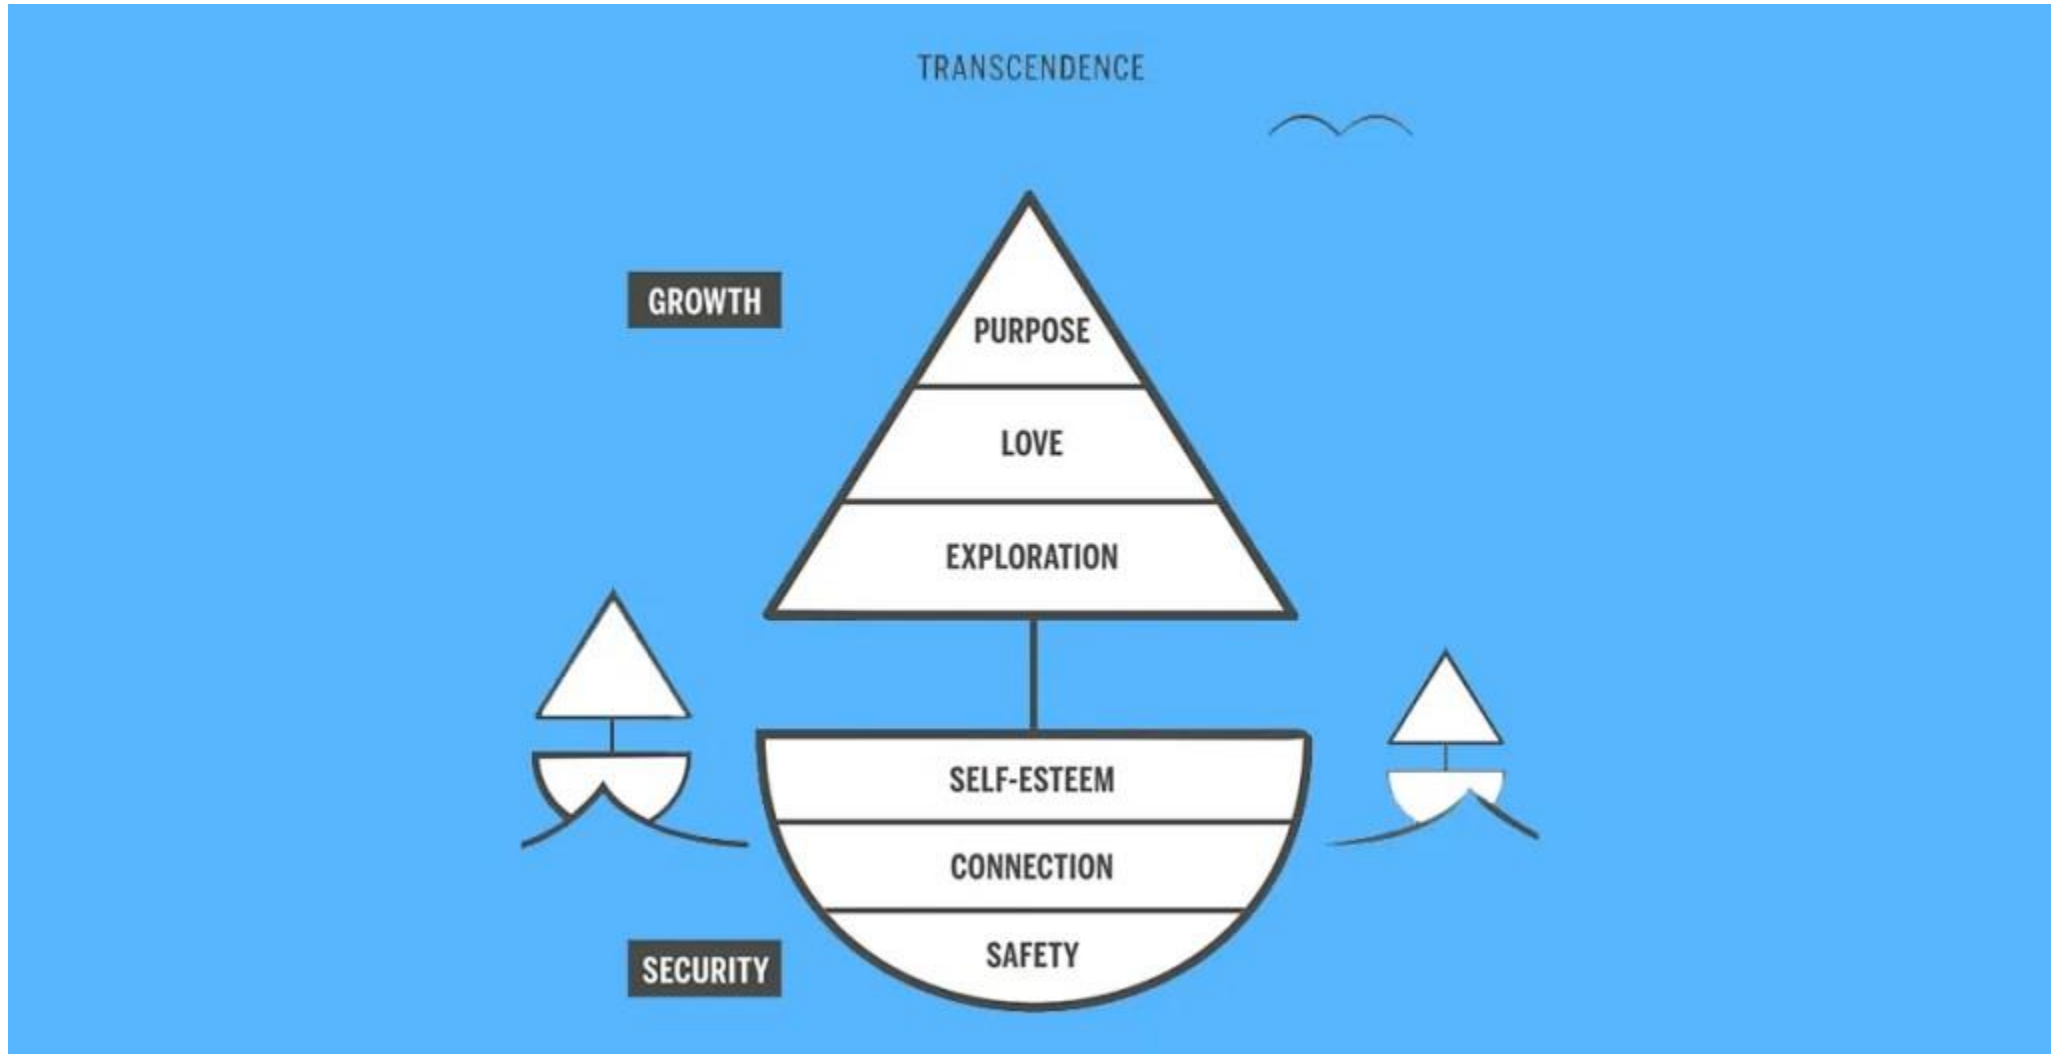 TRANSCENDENCE
GROWTH
PURPOSE
LOVE
EXPLORATION
SELF-ESTEEM
CONNECTION
SAFETY
SECURITY